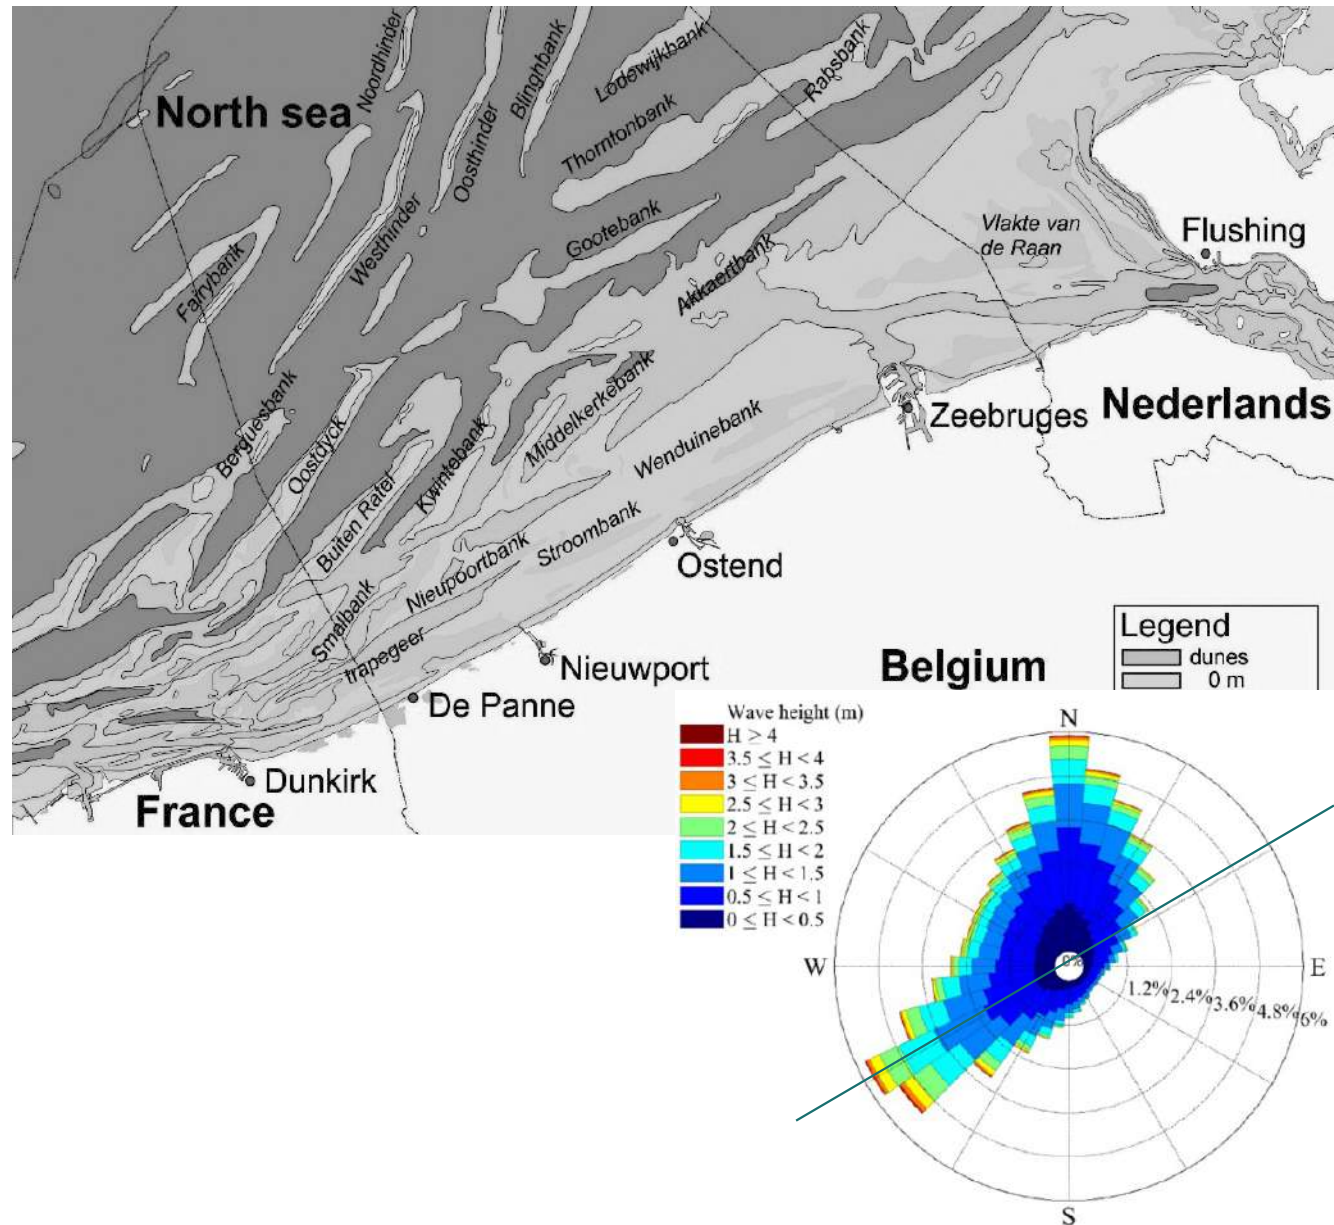 North sea
Noordhinder
Oosthinder
Blinghbank
Lodewijkbank
Thorntonbank
Rabsbank
Fairybank
Westhinder
Gootebank
Akkaertbank
Vlakte van
de Raan
Flushing
Berguesbank
Oostdyck
Buiten Ratel
Kwintebank
Middelkerkebank
Wenduinebank
Zeebruges
Nederlands
Smalbank
Nieupoortbank
Stroombank
Ostend
trapegeer
Nieuwport
De Panne
Belgium
Legend
dunes
0 m
Dunkirk
France
Wave height (m)
H ≥ 4
3.5 ≤ H < 4
3 ≤ H < 3.5
2.5 ≤ H < 3
2 ≤ H < 2.5
1.5 ≤ H < 2
1 ≤ H < 1.5
0.5 ≤ H < 1
0 ≤ H < 0.5
N
W
E
S
0%
1.2%
2.4%
3.6%
4.8%
6%